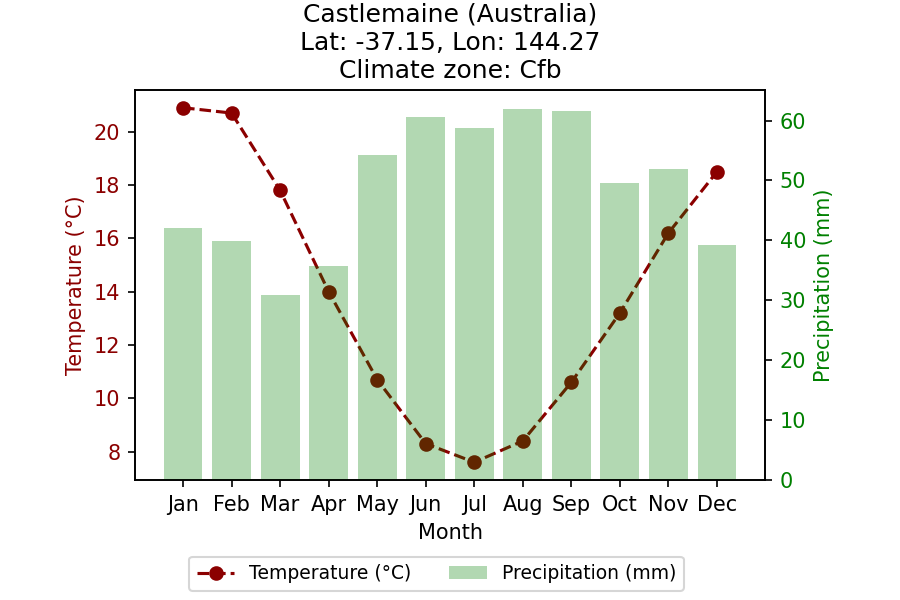 Castlemaine (Australia)
Lat: -37.15, Lon: 144.27
Climate zone: Cfb
Temperature (°C)
20
18
16
14
12
10
8
60
50
40
30
20
10
0
Precipitation (mm)
Jan Feb Mar Apr May Jun Jul Aug Sep Oct Nov Dec
Month
Temperature (°C) Precipitation (mm)